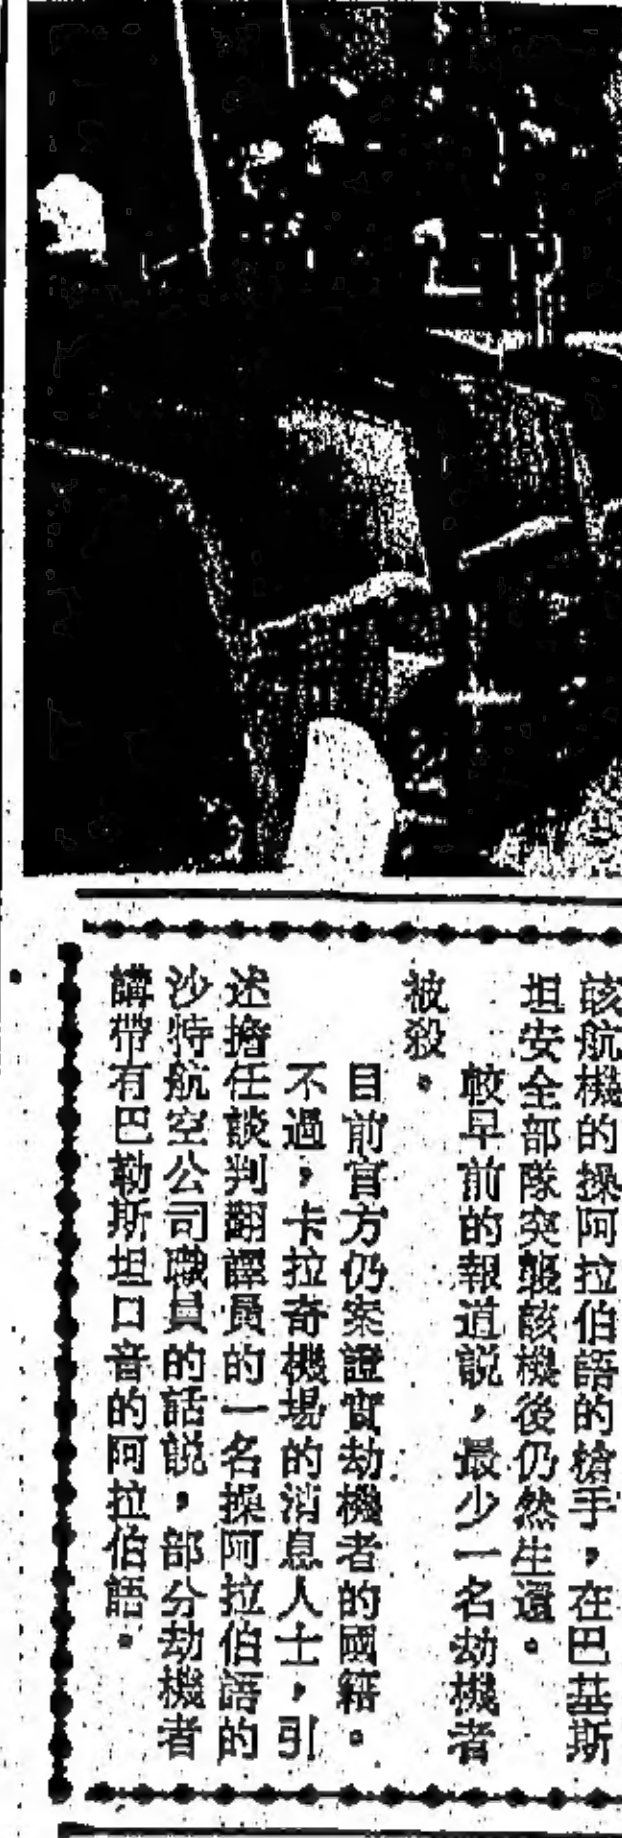 該航機的操阿拉伯語的槍手，在巴基斯
坦安全部隊突襲該機後仍然生還。
較早前的報道説，最少一名劫機者
被殺。
目前官方仍案證實劫機者的國籍。
不過，卡拉奇機場的消息人士，引
述擔任談判翻譯員的一名操阿拉伯語的
沙特航空公司職員的話説，部分劫機者
講帶有巴勒斯坦口音的阿拉伯語。